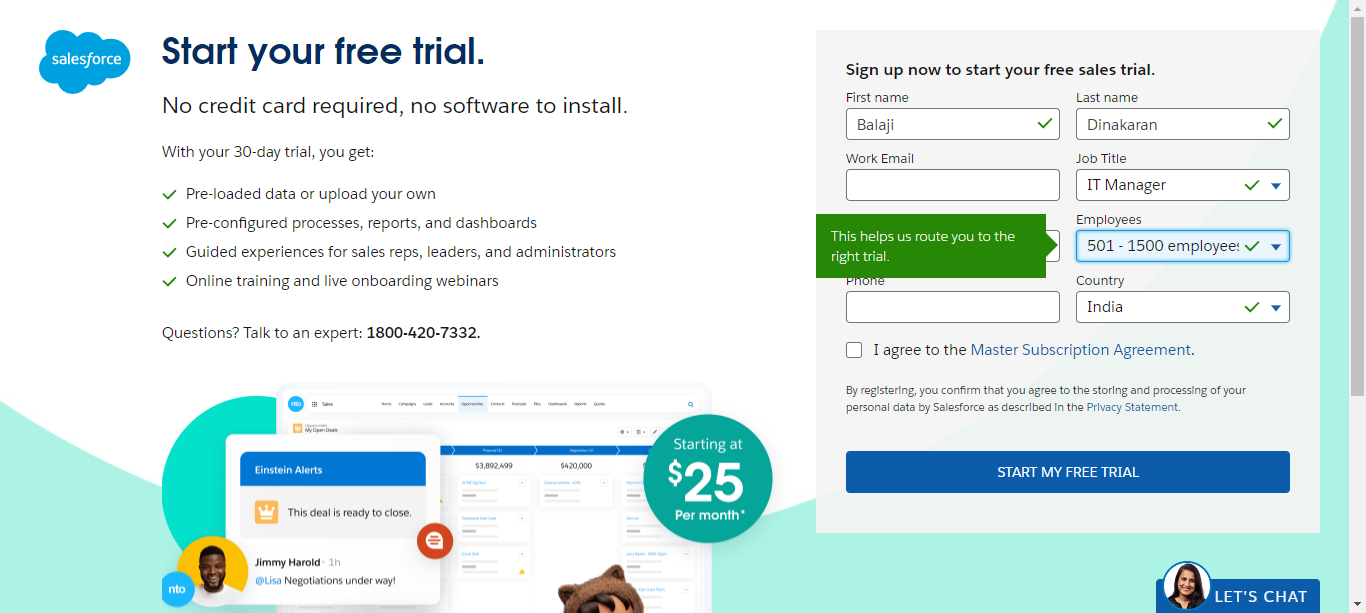 salesforce
Start your free trial.
No credit card required, no software to install.
With your 30-day trial, you get:
Pre-loaded data or upload your own
Pre-configured processes, reports, and dashboards
Guided experiences for sales reps, leaders, and administrators
Online training and live onboarding webinars
Questions? Talk to an expert: 1800-420-7332.
nto
Sales
Home Campaigns Leads Accounts Opportunities Contacts Forecasts Files Dashboards Reports Quotes
Opportunities
My Open Deals
$3,892,499
$420,000
Einstein Alerts
This deal is ready to close.
Jimmy Harold · 1h
@Lisa Negotiations under way!
nto
Starting at
$25
Per month*
Sign up now to start your free sales trial.
First name Last name
Balaji Dinakaran
Work Email Job Title
IT Manager
Employees
This helps us route you to the
right trial.
501 - 1500 employees
Phone Country
India
I agree to the Master Subscription Agreement.
By registering, you confirm that you agree to the storing and processing of your
personal data by Salesforce as described in the Privacy Statement.
START MY FREE TRIAL
LET'S CHAT